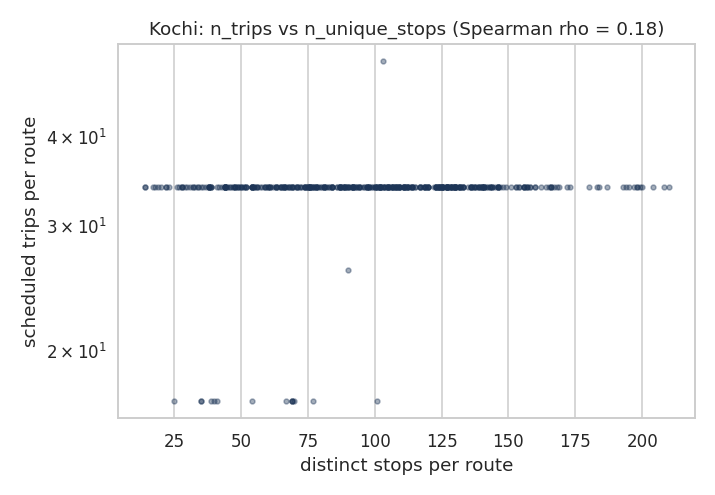 Kochi: n_trips vs n_unique_stops (Spearman rho = 0.18)
scheduled trips per route
4 × 10¹
3 × 10¹
2 × 10¹
25 50 75 100 125 150 175 200
distinct stops per route